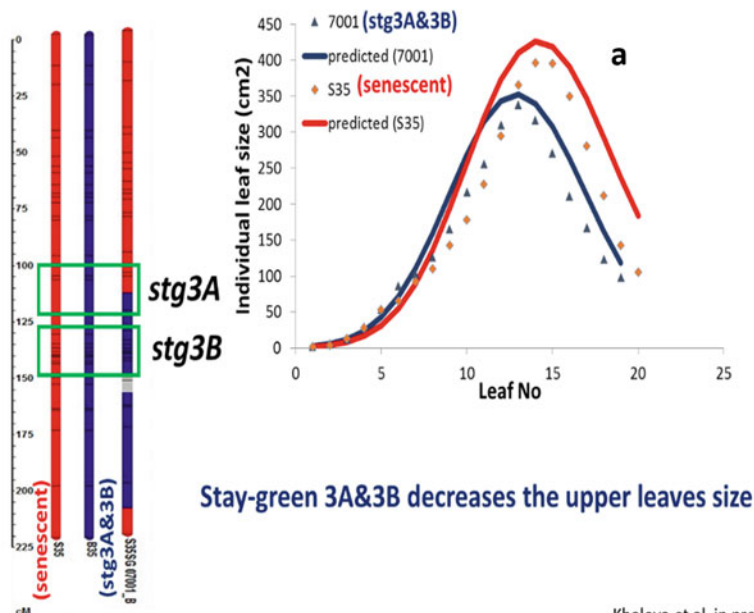 0
25
50
75
100
125
150
175
200
225
cM
stg3A
stg3B
(senescent)
S35
B35
(stg3A&3B)
S35SG 07001_B
450
400
350
300
250
200
150
100
50
0
Individual leaf size (cm2)
7001 (stg3A&3B)
predicted (7001)
S35 (senescent)
predicted (S35)
a
0 5 10 15 20 25
Leaf No
Stay-green 3A&3B decreases the upper leaves size